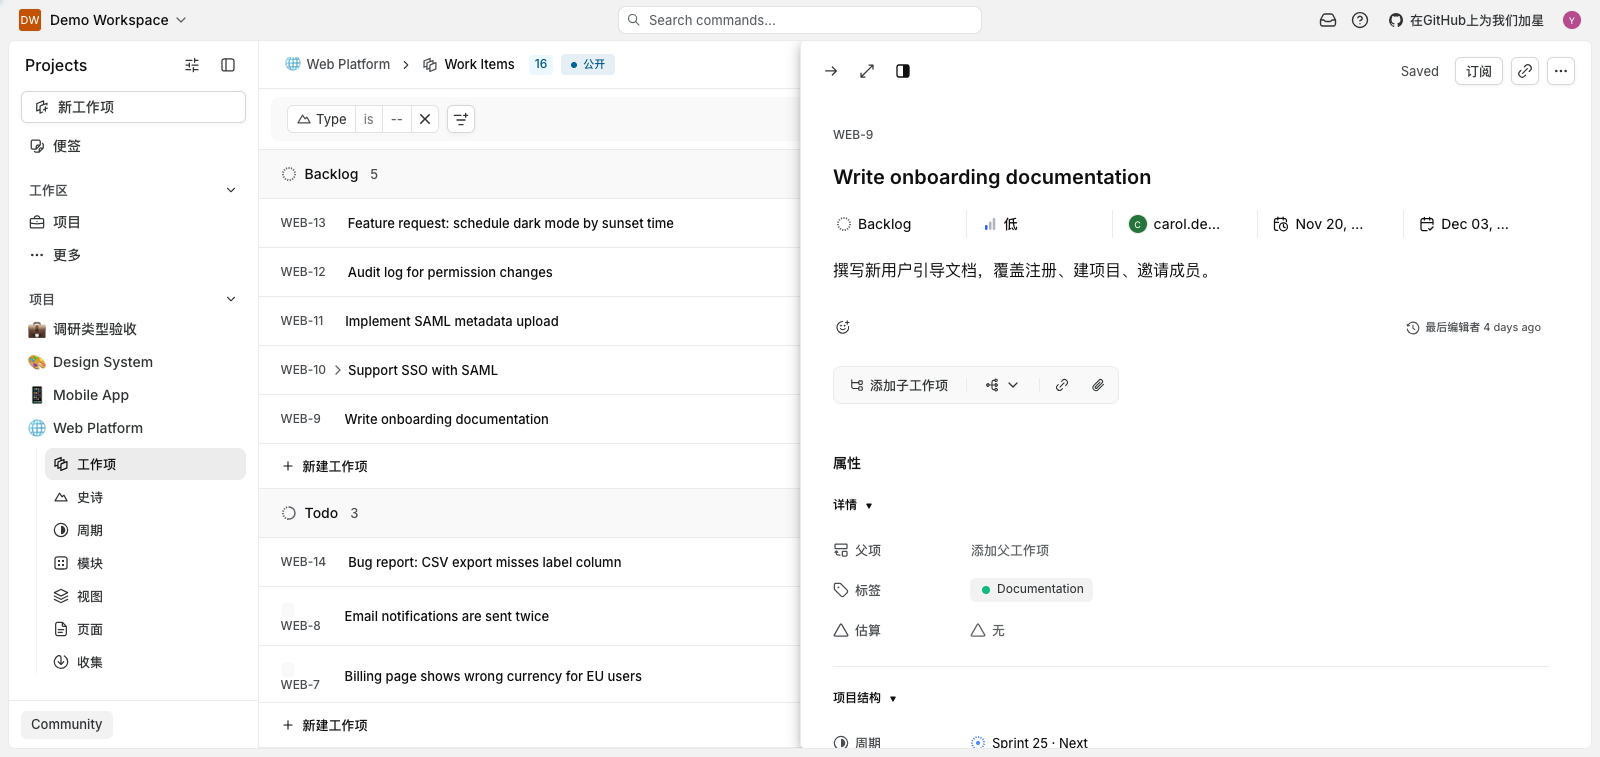 DW Demo Workspace
Search commands...
在GitHub上为我们加星
Y
Projects
新工作项
便签
工作区
项目
更多
项目
调研类型验收
Design System
Mobile App
Web Platform
工作项
史诗
周期
模块
视图
页面
收集
Community
Web Platform
Work Items
16
公开
Type
is
--
Backlog 5
WEB-13 Feature request: schedule dark mode by sunset time
WEB-12 Audit log for permission changes
WEB-11 Implement SAML metadata upload
WEB-10 Support SSO with SAML
WEB-9 Write onboarding documentation
新建工作项
Todo 3
WEB-14 Bug report: CSV export misses label column
WEB-8 Email notifications are sent twice
WEB-7 Billing page shows wrong currency for EU users
新建工作项
Saved
订阅
WEB-9
Write onboarding documentation
Backlog
低
C carol.de...
Nov 20, ...
Dec 03, ...
撰写新用户引导文档，覆盖注册、建项目、邀请成员。
最后编辑者 4 days ago
添加子工作项
属性
详情
父项 添加父工作项
标签 Documentation
估算 无
项目结构
周期 Sprint 25 · Next